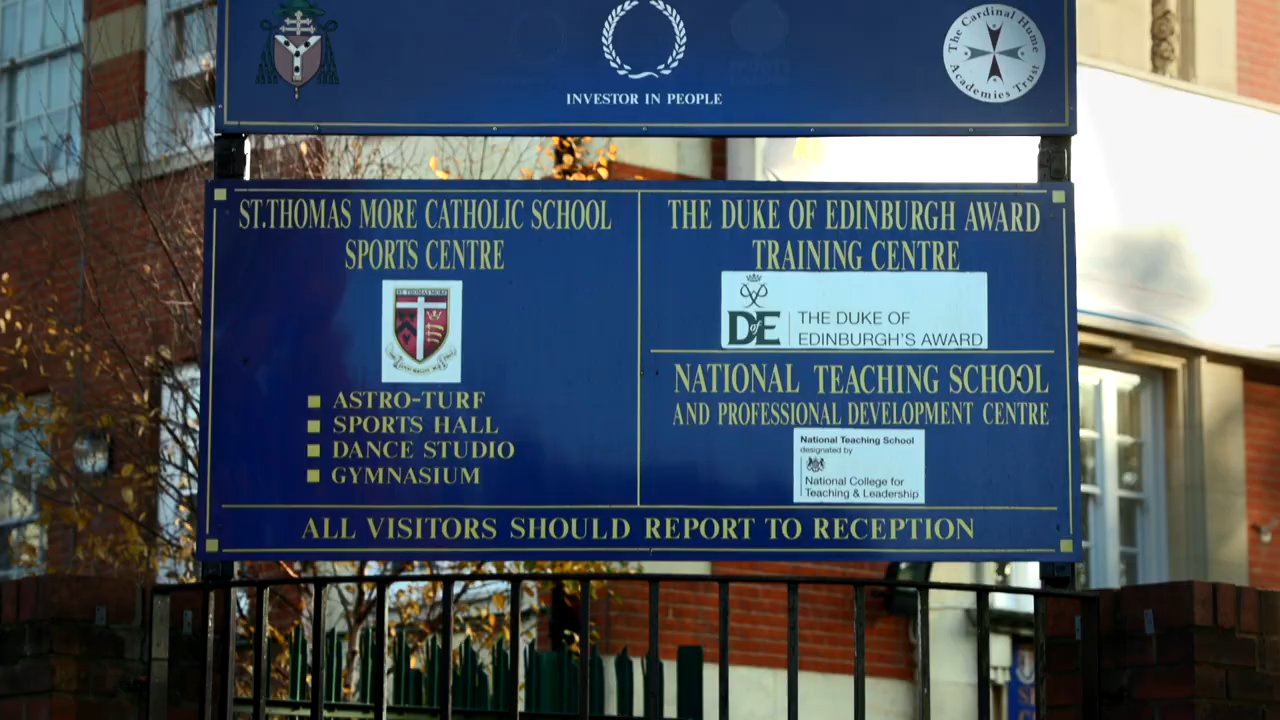 INVESTOR IN PEOPLE
The Cardinal Hume
Academies Trust
ST.THOMAS MORE CATHOLIC SCHOOL
SPORTS CENTRE
ST. THOMAS MORE
ASTRO-TURF
SPORTS HALL
DANCE STUDIO
GYMNASIUM
THE DUKE OF EDINBURGH AWARD
TRAINING CENTRE
DofE
THE DUKE OF
EDINBURGH'S AWARD
NATIONAL TEACHING SCHOOL
AND PROFESSIONAL DEVELOPMENT CENTRE
National Teaching School
designated by
National College for
Teaching & Leadership
ALL VISITORS SHOULD REPORT TO RECEPTION